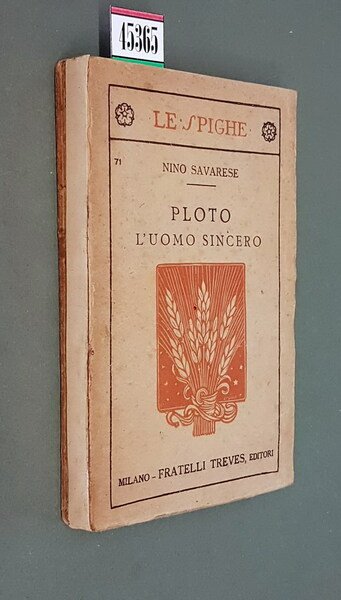 45365
LE SPIGHE
71
NINO SAVARESE
PLOTO
L'UOMO SINCERO
MILANO - FRATELLI TREVES, EDITORI